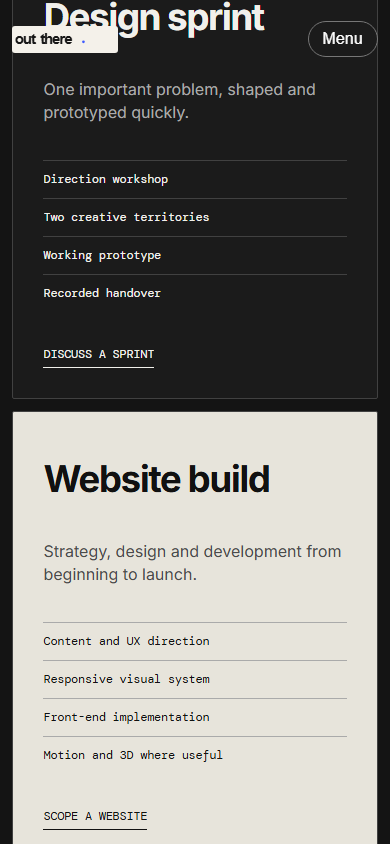 Design sprint
out there .
Menu
One important problem, shaped and
prototyped quickly.
Direction workshop
Two creative territories
Working prototype
Recorded handover
DISCUSS A SPRINT
Website build
Strategy, design and development from
beginning to launch.
Content and UX direction
Responsive visual system
Front-end implementation
Motion and 3D where useful
SCOPE A WEBSITE